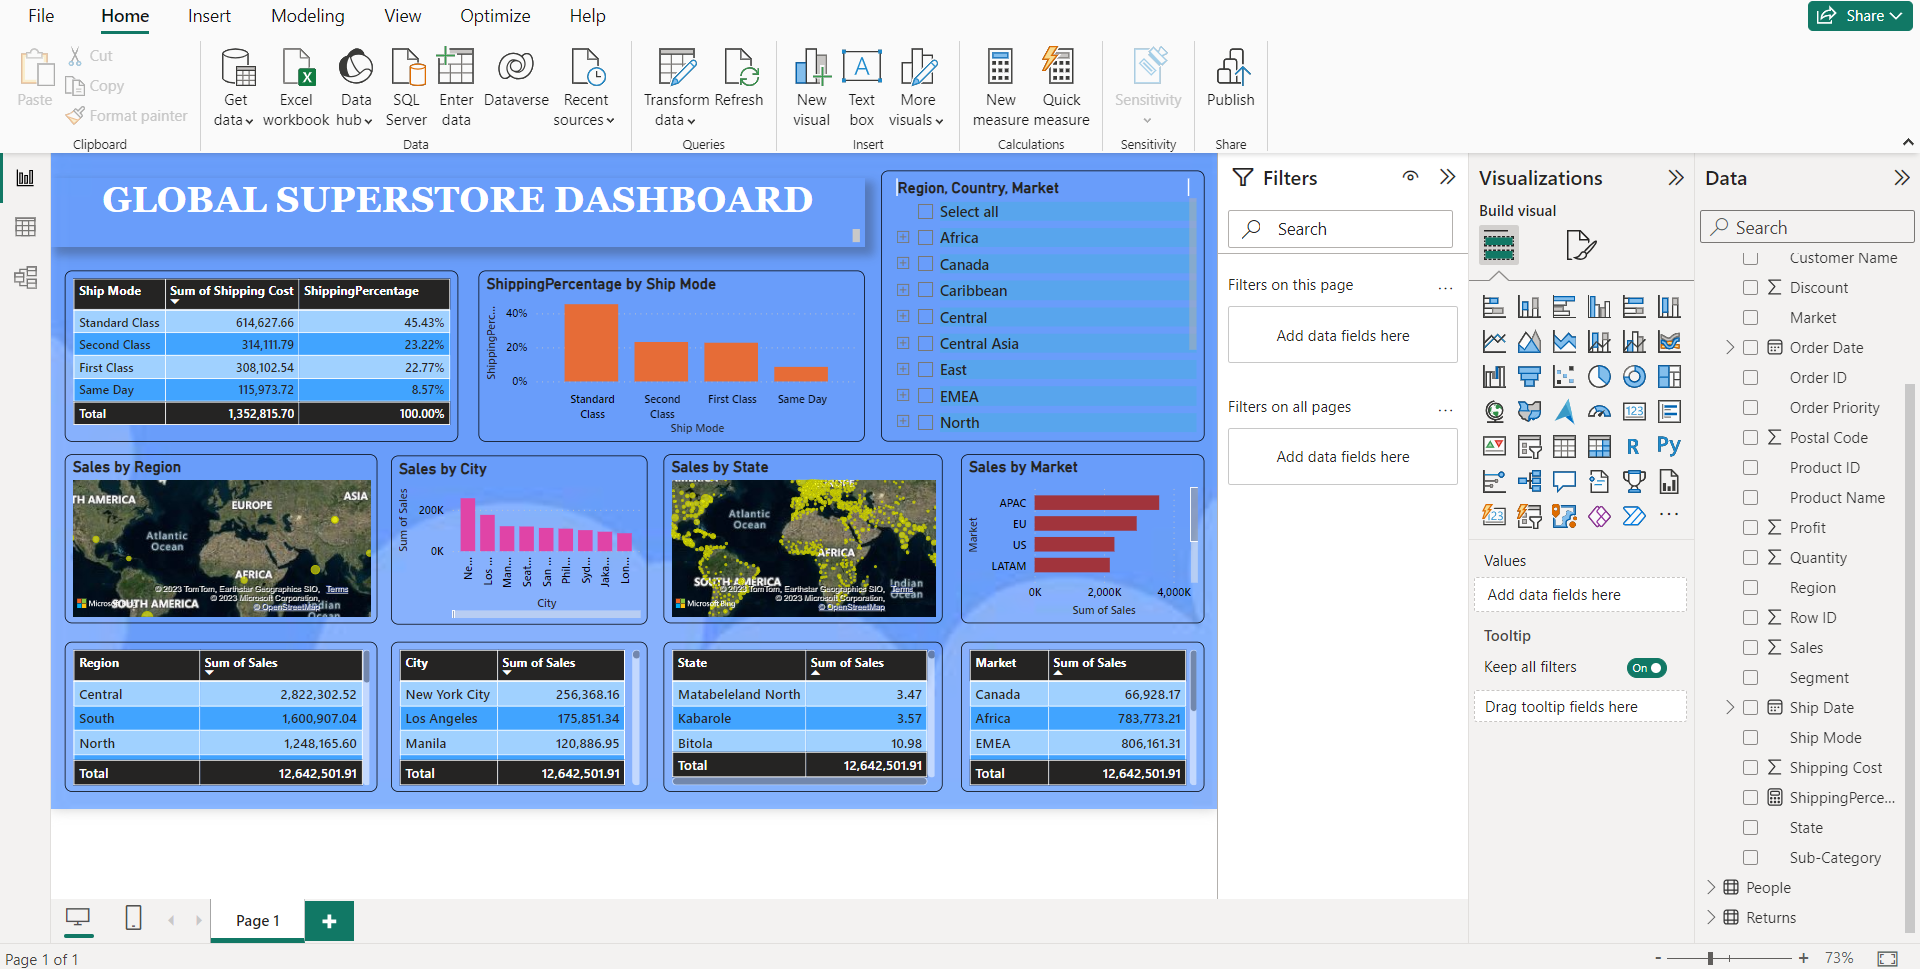 File Home Insert Modeling View Optimize Help
Share
Paste
Cut
Copy
Format painter
Clipboard
Get data
Excel workbook
Data hub
SQL Server
Enter data
Dataverse
Recent sources
Data
Transform data
Refresh
Queries
New visual
Text box
More visuals
Insert
New measure
Quick measure
Calculations
Sensitivity
Sensitivity
Publish
Share
GLOBAL SUPERSTORE DASHBOARD
Ship Mode Sum of Shipping Cost ShippingPercentage
Standard Class 614,627.66 45.43%
Second Class 314,111.79 23.22%
First Class 308,102.54 22.77%
Same Day 115,973.72 8.57%
Total 1,352,815.70 100.00%
ShippingPercentage by Ship Mode
ShippingPerc...
40%
20%
0%
Standard Class
Second Class
First Class
Same Day
Ship Mode
Region, Country, Market
Select all
Africa
Canada
Caribbean
Central
Central Asia
East
EMEA
North
Sales by Region
TH AMERICA
EUROPE
ASIA
Atlantic Ocean
AFRICA
SOUTH AMERICA
© 2023 TomTom, Earthstar Geographics SIO, Terms
© 2023 Microsoft Corporation,
© OpenStreetMap
Sales by City
Sum of Sales
200K
0K
Ne...
Los ...
Man...
Seat...
San ...
Phil...
Syd...
Jaka...
Lon...
City
Sales by State
EUROPE
Atlantic Ocean
AFRICA
SOUTH AMERICA
Indian Ocean
Microsoft Bing
© 2023 TomTom, Earthstar Geographics SIO, Terms
© 2023 Microsoft Corporation,
© OpenStreetMap
Sales by Market
Market
APAC
EU
US
LATAM
0K 2,000K 4,000K
Sum of Sales
Region Sum of Sales
Central 2,822,302.52
South 1,600,907.04
North 1,248,165.60
Total 12,642,501.91
City Sum of Sales
New York City 256,368.16
Los Angeles 175,851.34
Manila 120,886.95
Total 12,642,501.91
State Sum of Sales
Matabeleland North 3.47
Kabarole 3.57
Bitola 10.98
Total 12,642,501.91
Market Sum of Sales
Canada 66,928.17
Africa 783,773.21
EMEA 806,161.31
Total 12,642,501.91
Filters
Search
Filters on this page ...
Add data fields here
Filters on all pages ...
Add data fields here
Visualizations
Build visual
123
R
Py
123
...
Values
Add data fields here
Tooltip
Keep all filters On
Drag tooltip fields here
Data
Search
Customer Name
Discount
Market
Order Date
Order ID
Order Priority
Postal Code
Product ID
Product Name
Profit
Quantity
Region
Row ID
Sales
Segment
Ship Date
Ship Mode
Shipping Cost
ShippingPerce...
State
Sub-Category
People
Returns
Page 1
Page 1 of 1
- + 73%